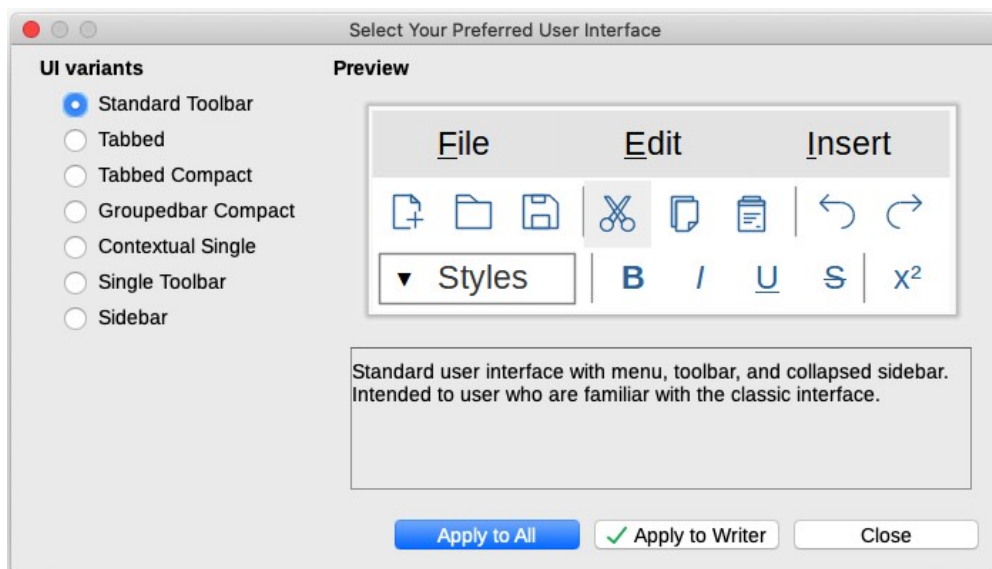 Select Your Preferred User Interface
UI variants
Preview
Standard Toolbar
Tabbed
Tabbed Compact
Groupedbar Compact
Contextual Single
Single Toolbar
Sidebar
File Edit Insert
Styles B I U S x²
Standard user interface with menu, toolbar, and collapsed sidebar.
Intended to user who are familiar with the classic interface.
Apply to All Apply to Writer Close